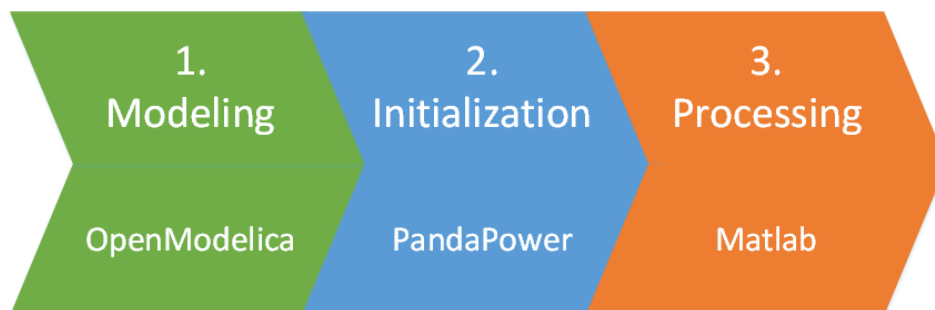 1.
Modeling
OpenModelica
2.
Initialization
PandaPower
3.
Processing
Matlab